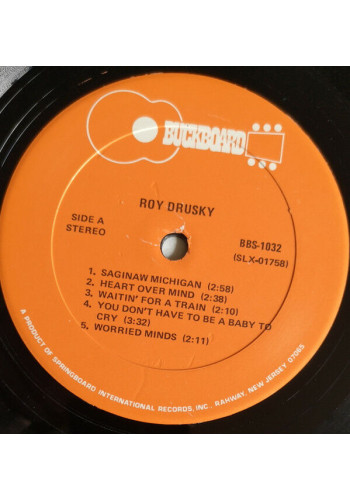 BUCKBOARD
ROY DRUSKY
SIDE A
STEREO
BBS-1032
(SLX-01758)
1. SAGINAW MICHIGAN (2:58)
2. HEART OVER MIND (2:38)
3. WAITIN' FOR A TRAIN (2:10)
4. YOU DON'T HAVE TO BE A BABY TO
CRY (3:32)
5. WORRIED MINDS (2:11)
A PRODUCT OF SPRINGBOARD INTERNATIONAL RECORDS, INC., RAHWAY, NEW JERSEY 07065